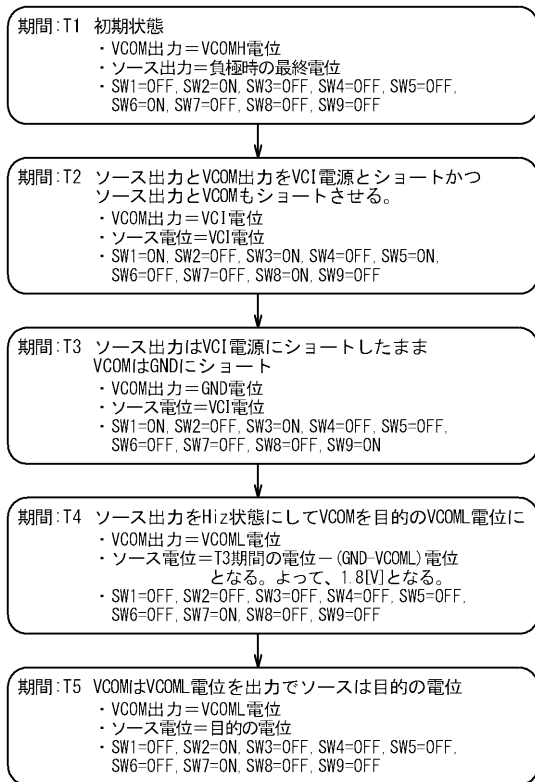 期間:T1 初期状態
・VCOM出力＝VCOMH電位
・ソース出力＝負極時の最終電位
・SW1=OFF, SW2=ON, SW3=OFF, SW4=OFF, SW5=OFF,
SW6=ON, SW7=OFF, SW8=OFF, SW9=OFF
期間:T2 ソース出力とVCOM出力をVCI電源とショートかつ
ソース出力とVCOMもショートさせる。
・VCOM出力＝VCI電位
・ソース電位＝VCI電位
・SW1=ON, SW2=OFF, SW3=ON, SW4=OFF, SW5=ON,
SW6=OFF, SW7=OFF, SW8=ON, SW9=OFF
期間:T3 ソース出力はVCI電源にショートしたまま
VCOMはGNDにショート
・VCOM出力＝GND電位
・ソース電位＝VCI電位
・SW1=ON, SW2=OFF, SW3=ON, SW4=OFF, SW5=OFF,
SW6=OFF, SW7=OFF, SW8=OFF, SW9=ON
期間:T4 ソース出力をHiz状態にしてVCOMを目的のVCOML電位に
・VCOM出力＝VCOML電位
・ソース電位＝T3期間の電位－(GND-VCOML)電位
となる。よって、1.8[V]となる。
・SW1=OFF, SW2=OFF, SW3=OFF, SW4=OFF, SW5=OFF,
SW6=OFF, SW7=ON, SW8=OFF, SW9=OFF
期間:T5 VCOMはVCOML電位を出力でソースは目的の電位
・VCOM出力＝VCOML電位
・ソース電位＝目的の電位
・SW1=OFF, SW2=ON, SW3=OFF, SW4=OFF, SW5=OFF,
SW6=OFF, SW7=ON, SW8=OFF, SW9=OFF